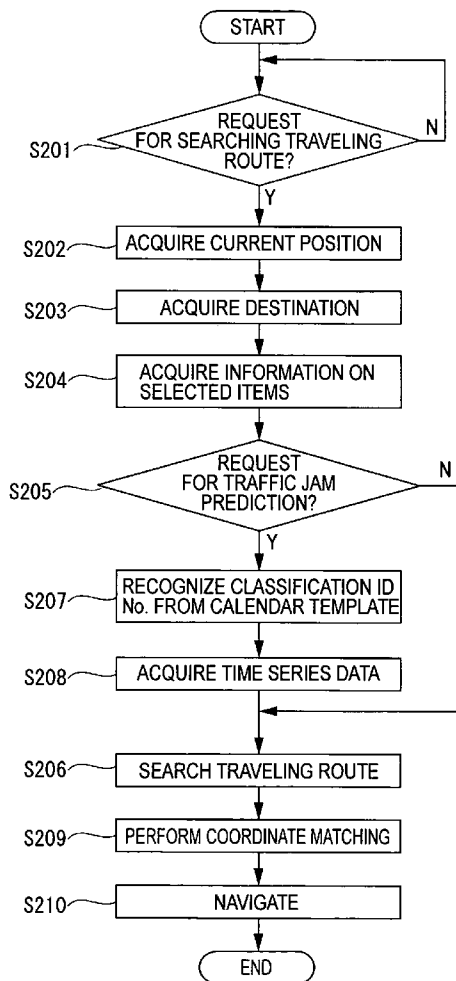 START
REQUEST
FOR SEARCHING TRAVELING
ROUTE?
N
S201
Y
ACQUIRE CURRENT POSITION
S202
ACQUIRE DESTINATION
S203
ACQUIRE INFORMATION ON
SELECTED ITEMS
S204
REQUEST
FOR TRAFFIC JAM
PREDICTION?
N
S205
Y
RECOGNIZE CLASSIFICATION ID
No. FROM CALENDAR TEMPLATE
S207
ACQUIRE TIME SERIES DATA
S208
SEARCH TRAVELING ROUTE
S206
PERFORM COORDINATE MATCHING
S209
NAVIGATE
S210
END